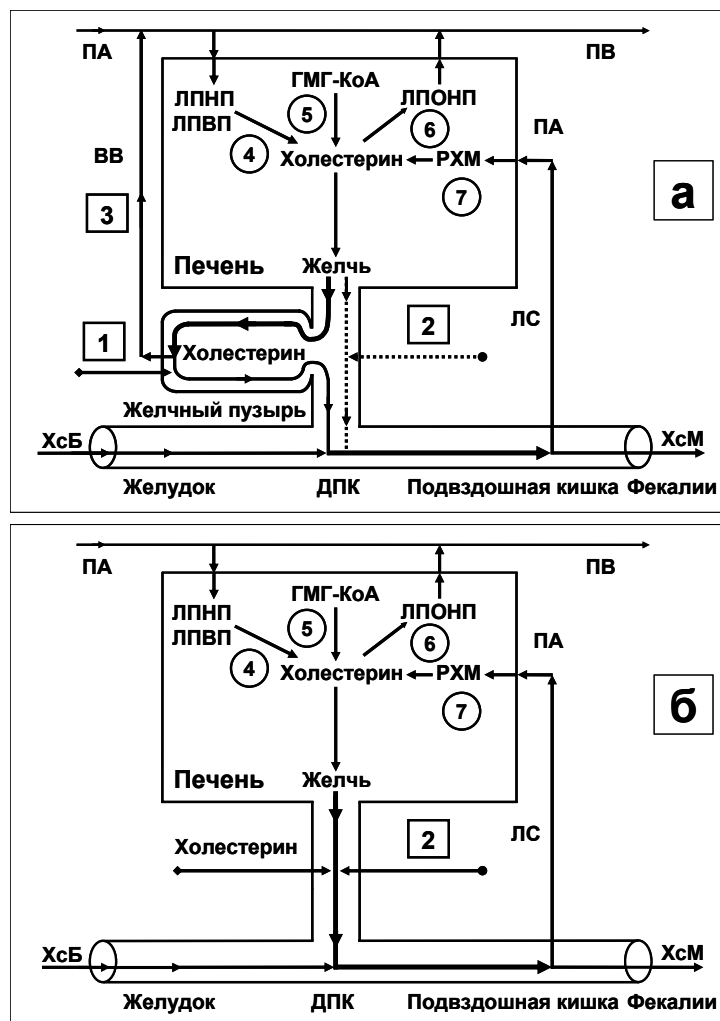 ПА
ПВ
ГМГ-КоА
ЛПНП
ЛПВП
5
ЛПОНП
6
ПА
ВВ
4
Холестерин
РХМ
7
а
3
Печень
Желчь
ЛС
1
2
Холестерин
Желчный пузырь
ХсБ
ХсМ
Желудок
ДПК
Подвздошная кишка
Фекалии
ПА
ПВ
ГМГ-КоА
ЛПНП
ЛПВП
5
ЛПОНП
6
ПА
4
Холестерин
РХМ
7
б
Печень
Желчь
ЛС
Холестерин
2
ХсБ
ХсМ
Желудок
ДПК
Подвздошная кишка
Фекалии